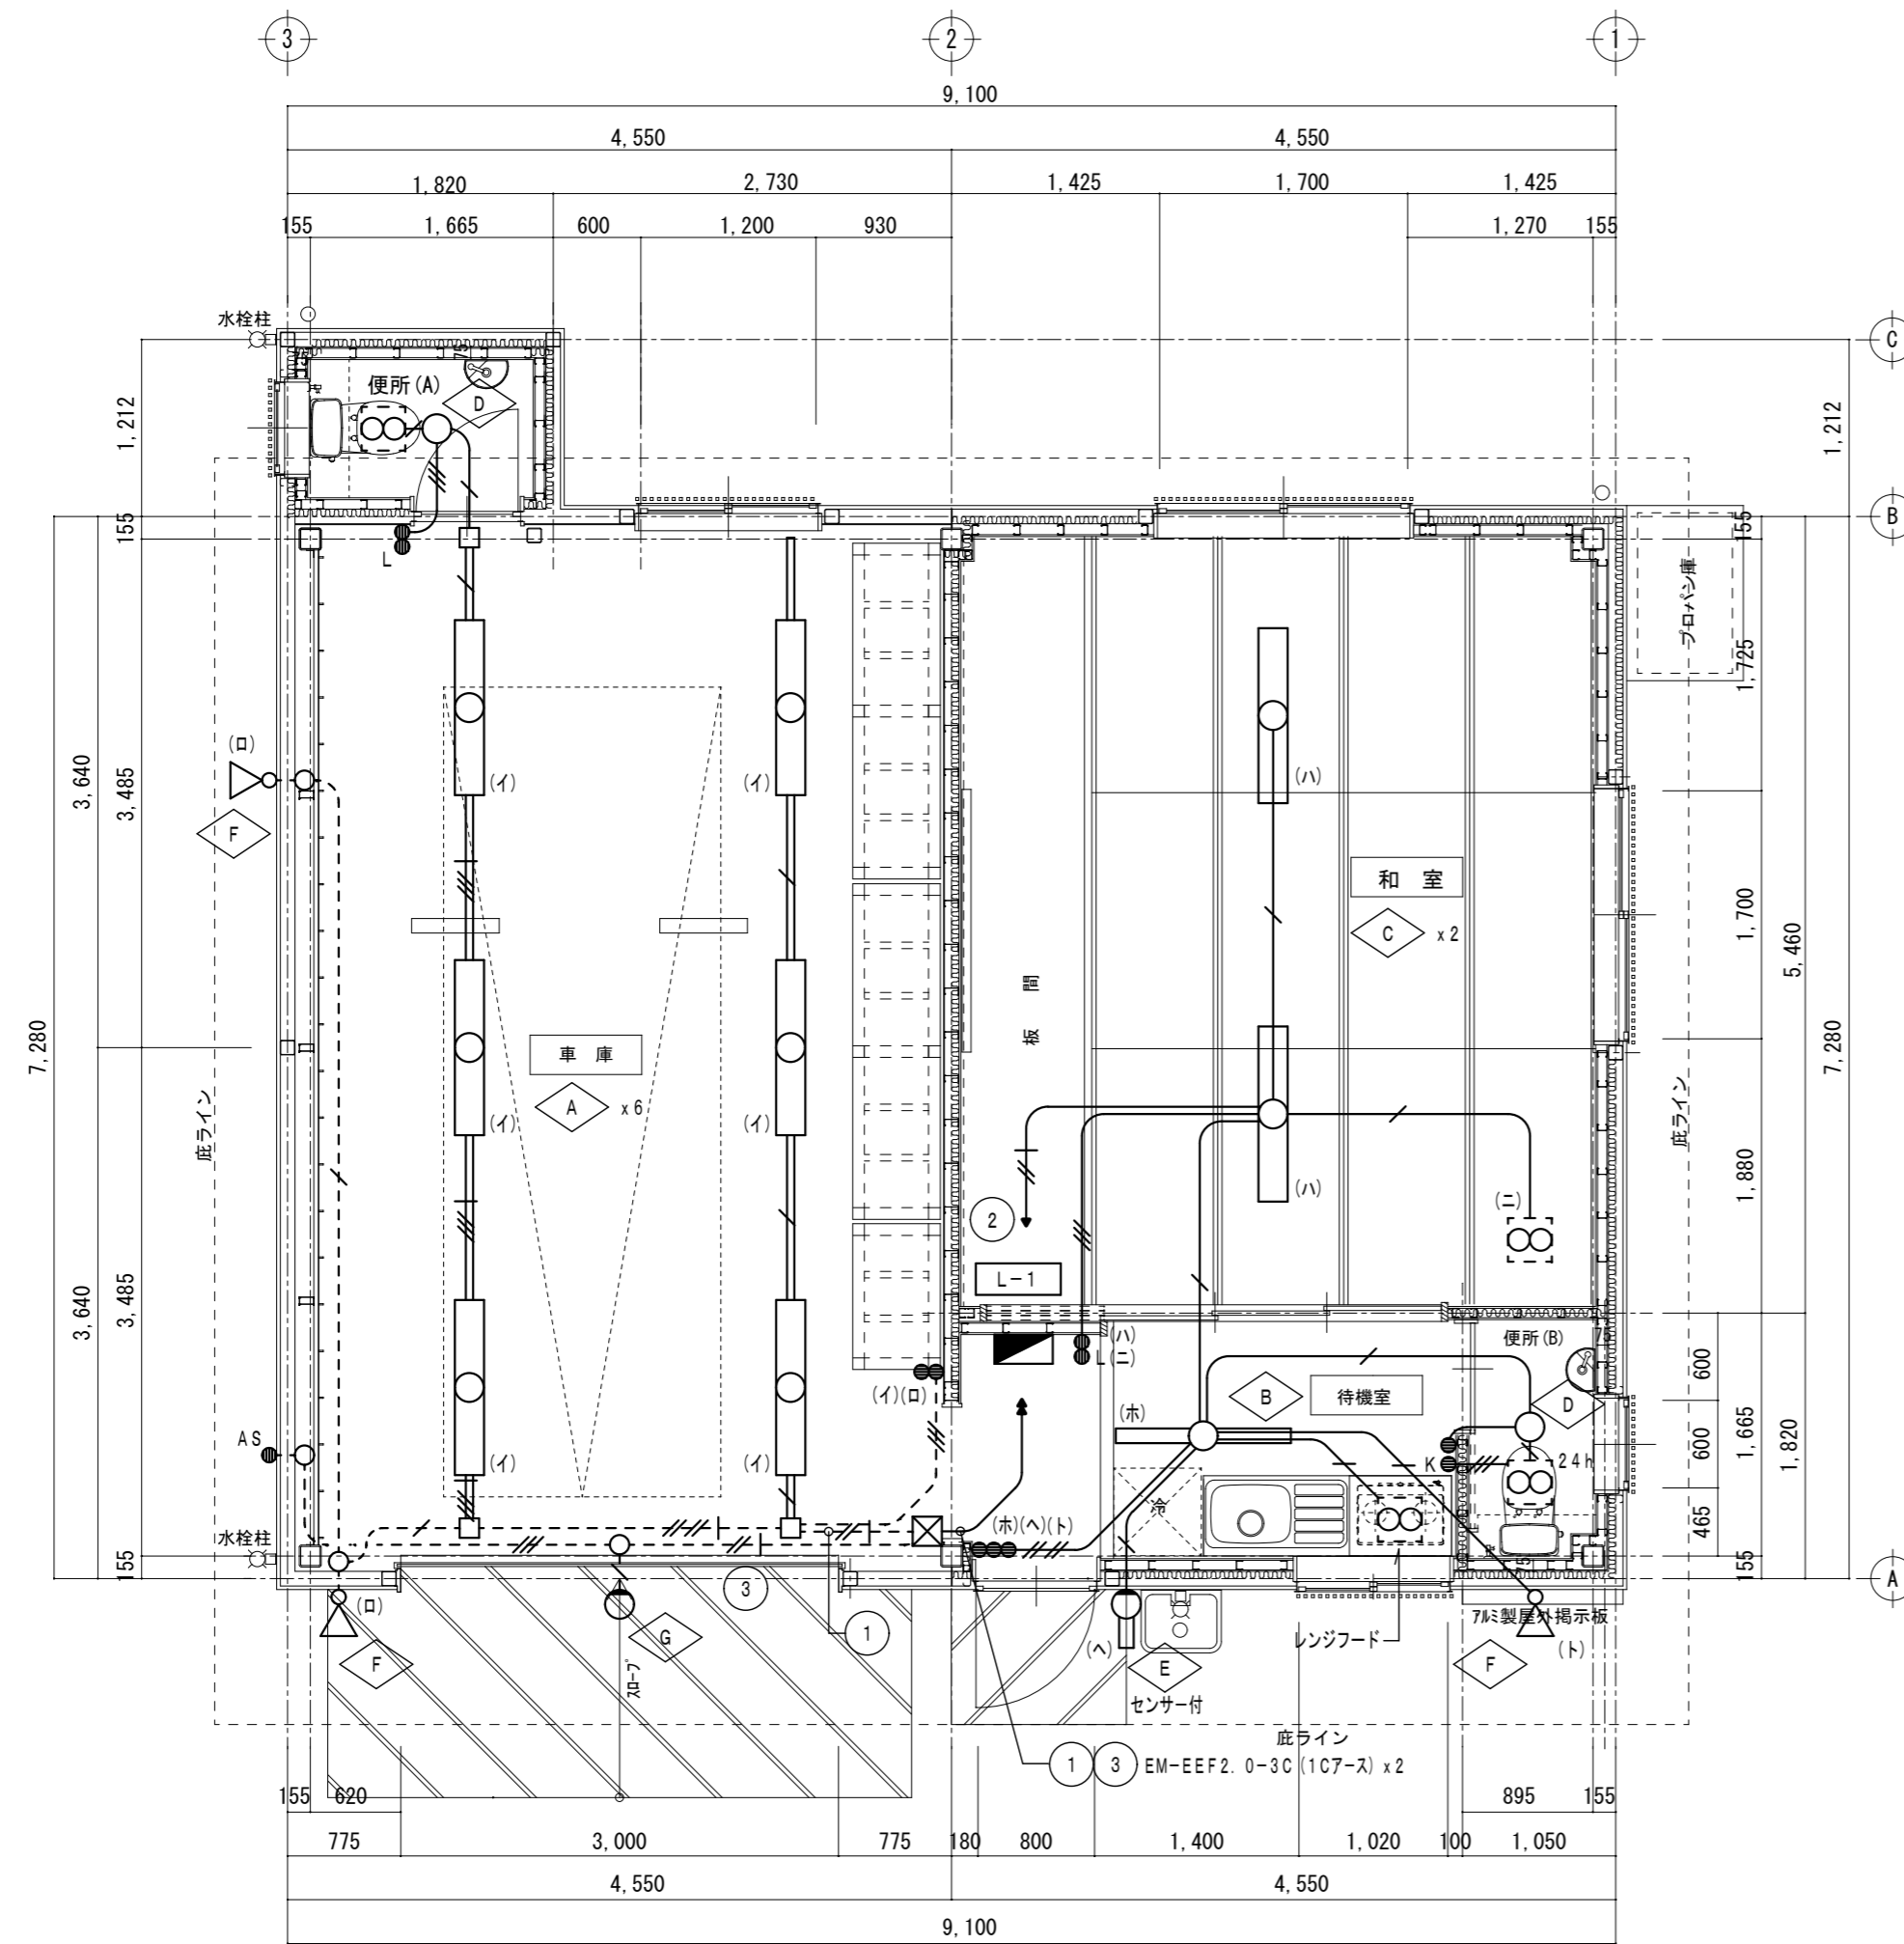 3
2
1
9,100
4,550 4,550
1,820 2,730 1,425 1,700 1,425
155 1,665 600 1,200 930 1,270 155
水栓柱
C
75
75
便所(A)
D
1,212
1,212
B
155
155
L
プロパン庫
1,725
(ロ)
F
3,640
3,485
(イ)
(イ)
(ハ)
和 室
C x2
1,700
5,460
板 間
7,280
車 庫
A x6
7,280
庇ライン
庇ライン
(イ)
(イ)
(ハ)
1,880
2
(ニ)
L-1
3,640
3,485
便所(B)
75
(ハ)
L(ニ)
600
(イ)(ロ)
B
待機室
D
(ホ)
AS
K
24h
600
1,665
1,820
(イ)
(イ)
冷
465
水栓柱
(ホ)(ヘ)(ト)
75
155
155
A
3
(ロ)
1
アルミ製屋外掲示板
F
G
スロープ
(ヘ)
E
センサー付
レンジフード
F
(ト)
庇ライン
1 3 EM-EEF2.0-3C (1Cアース) x2
155 620 895 155
775 3,000 775 180 800 1,400 1,020 100 1,050
4,550 4,550
9,100